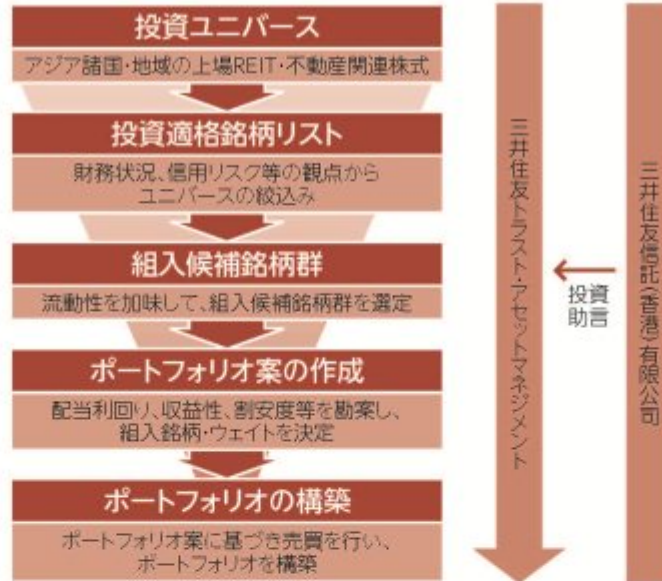 投資ユニバース
アジア諸国・地域の上場REIT・不動産関連株式
投資適格銘柄リスト
財務状況、信用リスク等の観点から
ユニバースの絞込み
組入候補銘柄群
流動性を加味して、組入候補銘柄群を選定
ポートフォリオ案の作成
配当利回り、収益性、割安度等を勘案し、
組入銘柄・ウェイトを決定
ポートフォリオの構築
ポートフォリオ案に基づき売買を行い、
ポートフォリオを構築
三井住友トラスト・アセットマネジメント
投資
助言
三井住友信託(香港)有限公司